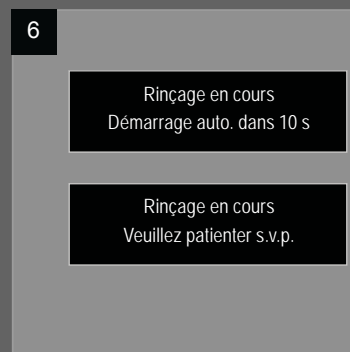 6
Rinçage en cours
Démarrage auto. dans 10 s
Rinçage en cours
Veuillez patienter s.v.p.